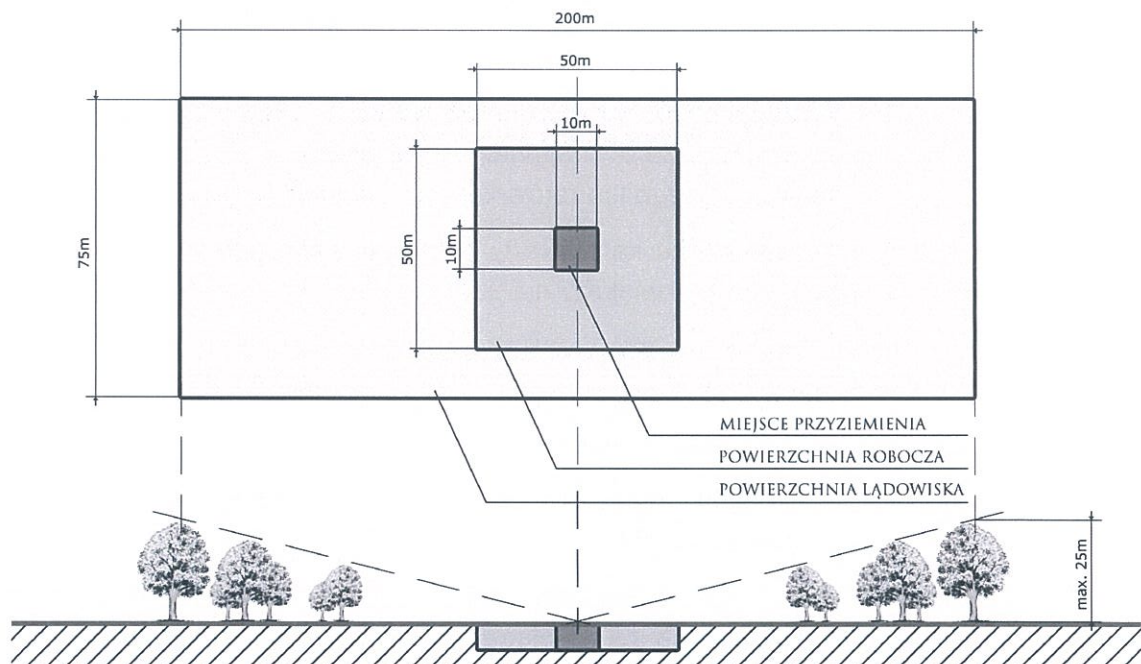 200m
50m
10m
75m
50m
10m
MIEJSCE PRZYZIEMIENIA
POWIERZCHNIA ROBOCZA
POWIERZCHNIA LĄDOWISKA
max. 25m